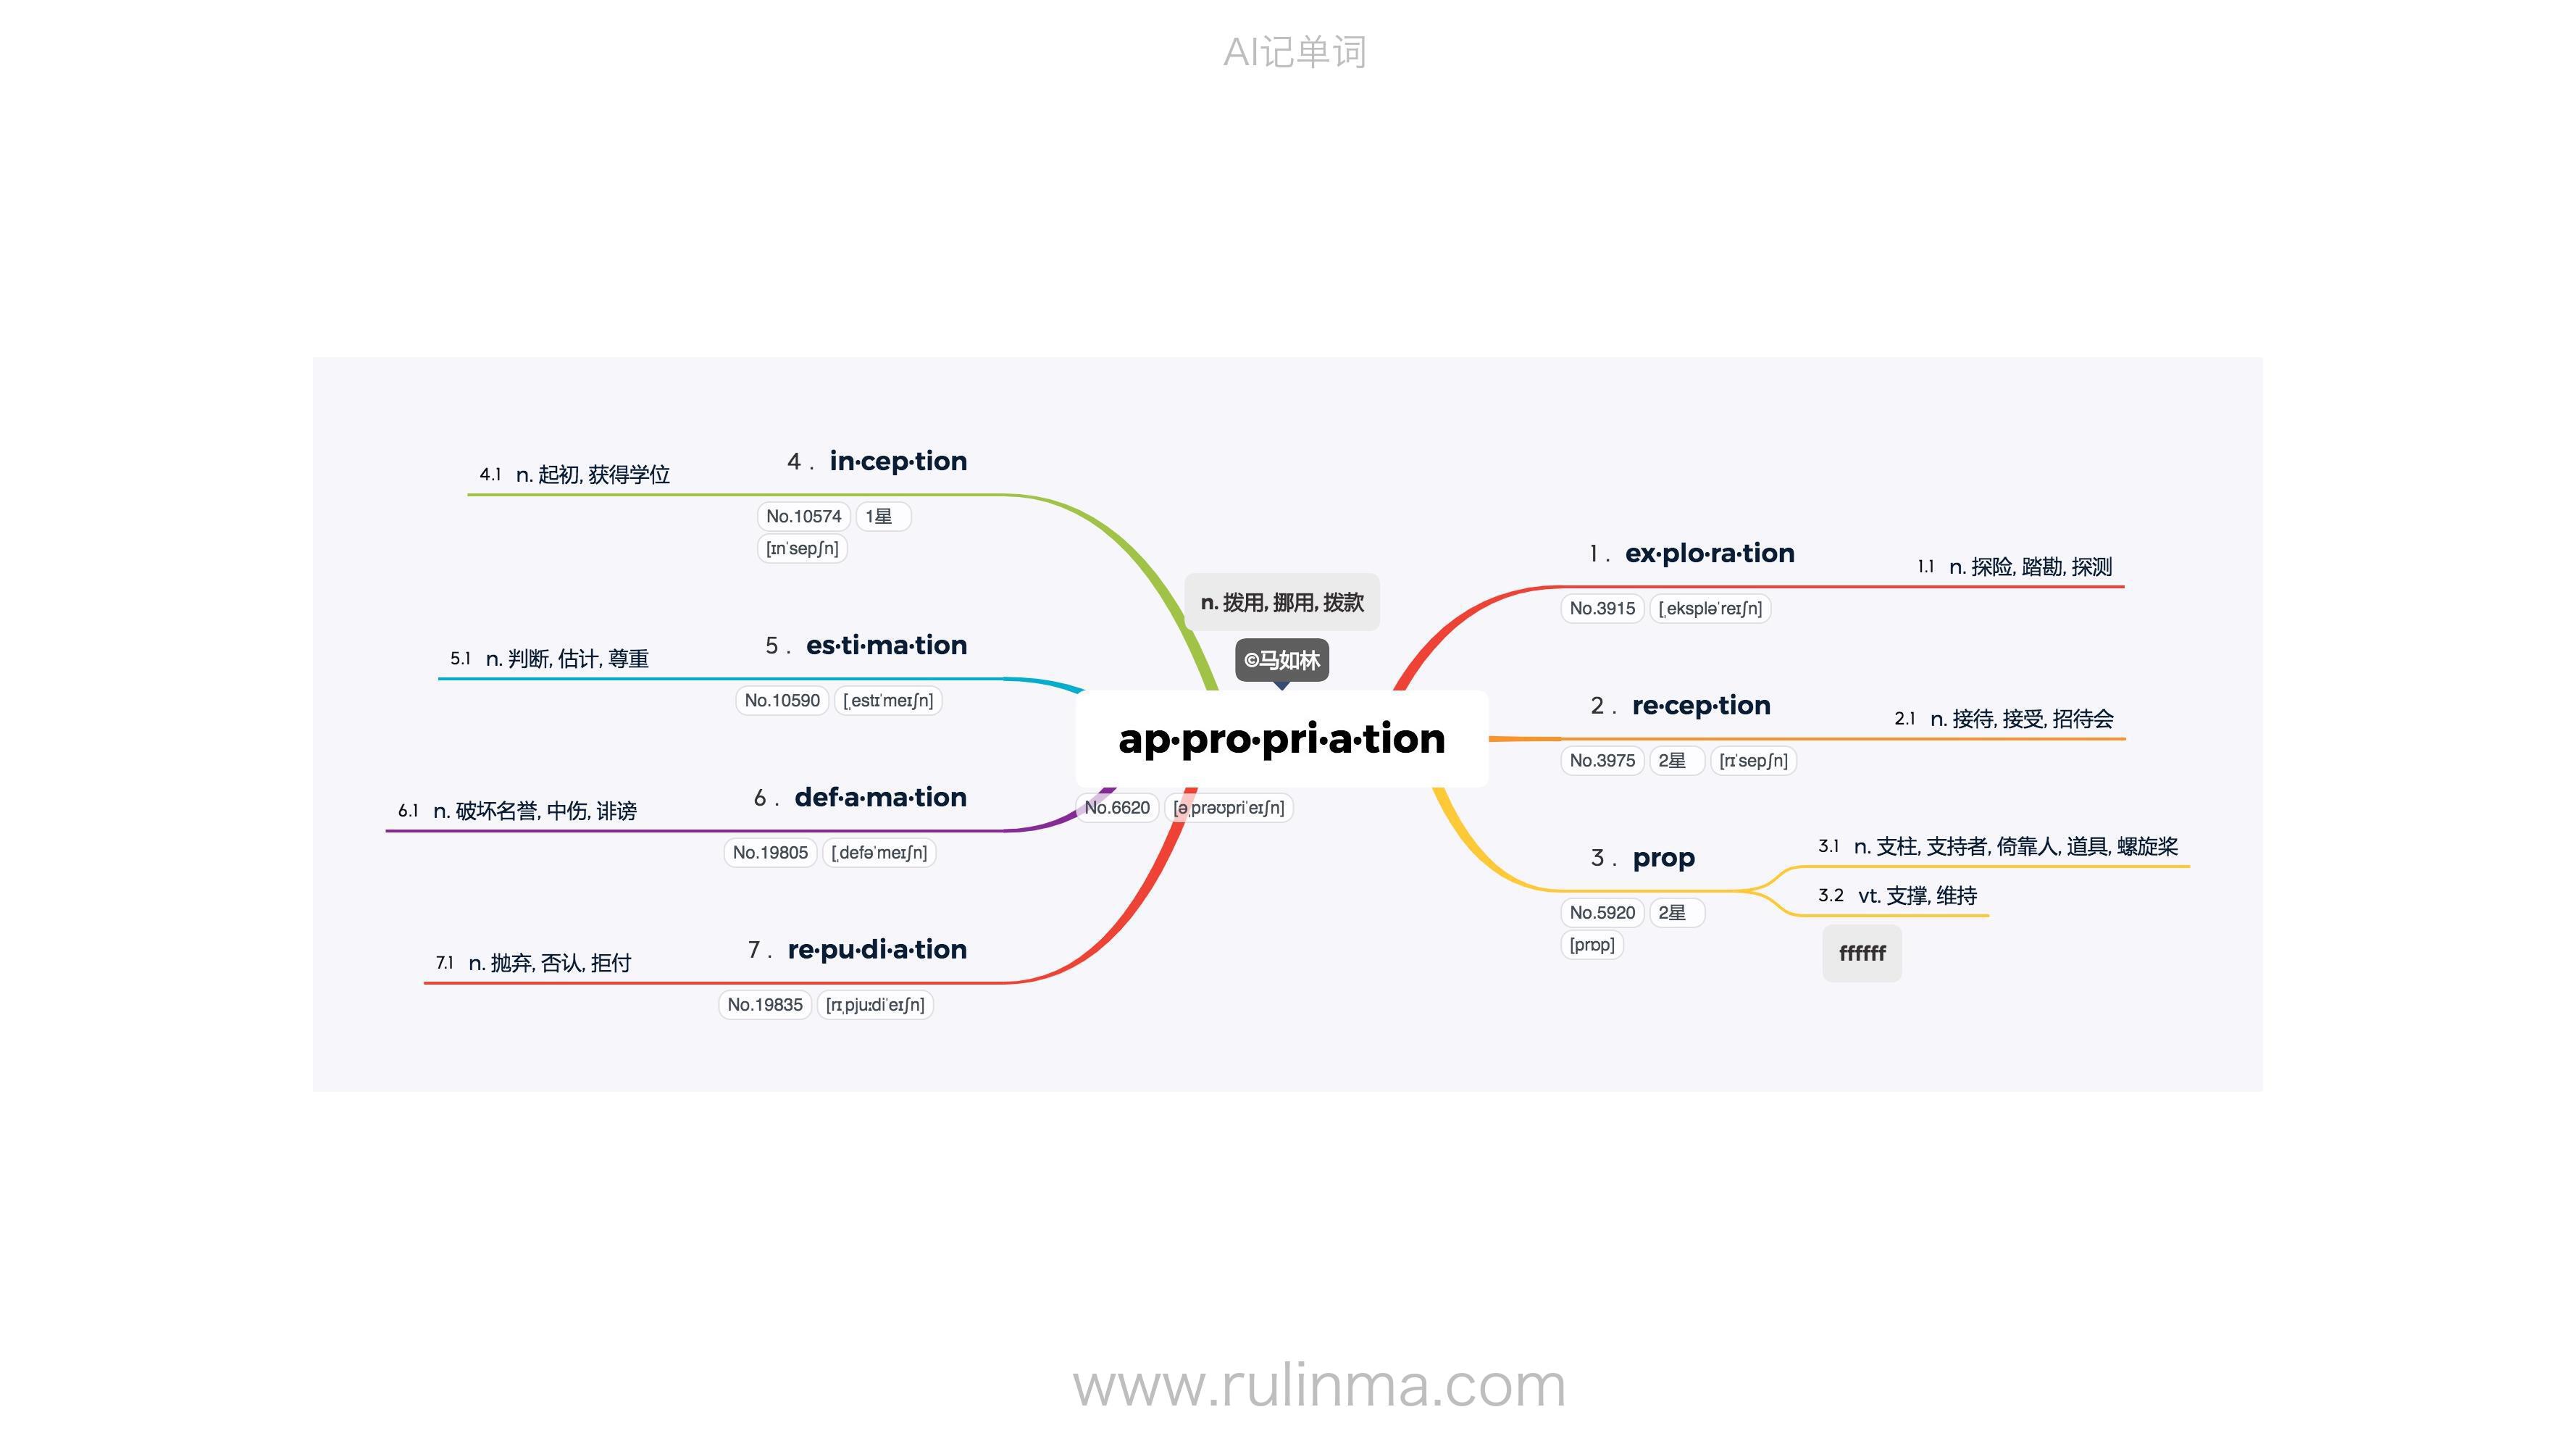 AI记单词
n. 拨用, 挪用, 拨款
©马如林
ap·pro·pri·a·tion
No.6620 [əˌprəʊpriˈeɪʃn]
1 . ex·plo·ra·tion
No.3915 [ˌekspləˈreɪʃn]
1.1 n. 探险, 踏勘, 探测
2 . re·cep·tion
No.3975 2星 [rɪˈsepʃn]
2.1 n. 接待, 接受, 招待会
3 . prop
No.5920 2星
[prɒp]
3.1 n. 支柱, 支持者, 倚靠人, 道具, 螺旋桨
3.2 vt. 支撑, 维持
ffffff
4 . in·cep·tion
No.10574 1星
[ɪnˈsepʃn]
4.1 n. 起初, 获得学位
5 . es·ti·ma·tion
No.10590 [ˌestɪˈmeɪʃn]
5.1 n. 判断, 估计, 尊重
6 . def·a·ma·tion
No.19805 [ˌdefəˈmeɪʃn]
6.1 n. 破坏名誉, 中伤, 诽谤
7 . re·pu·di·a·tion
No.19835 [rɪˌpjuːdiˈeɪʃn]
7.1 n. 抛弃, 否认, 拒付
www.rulinma.com